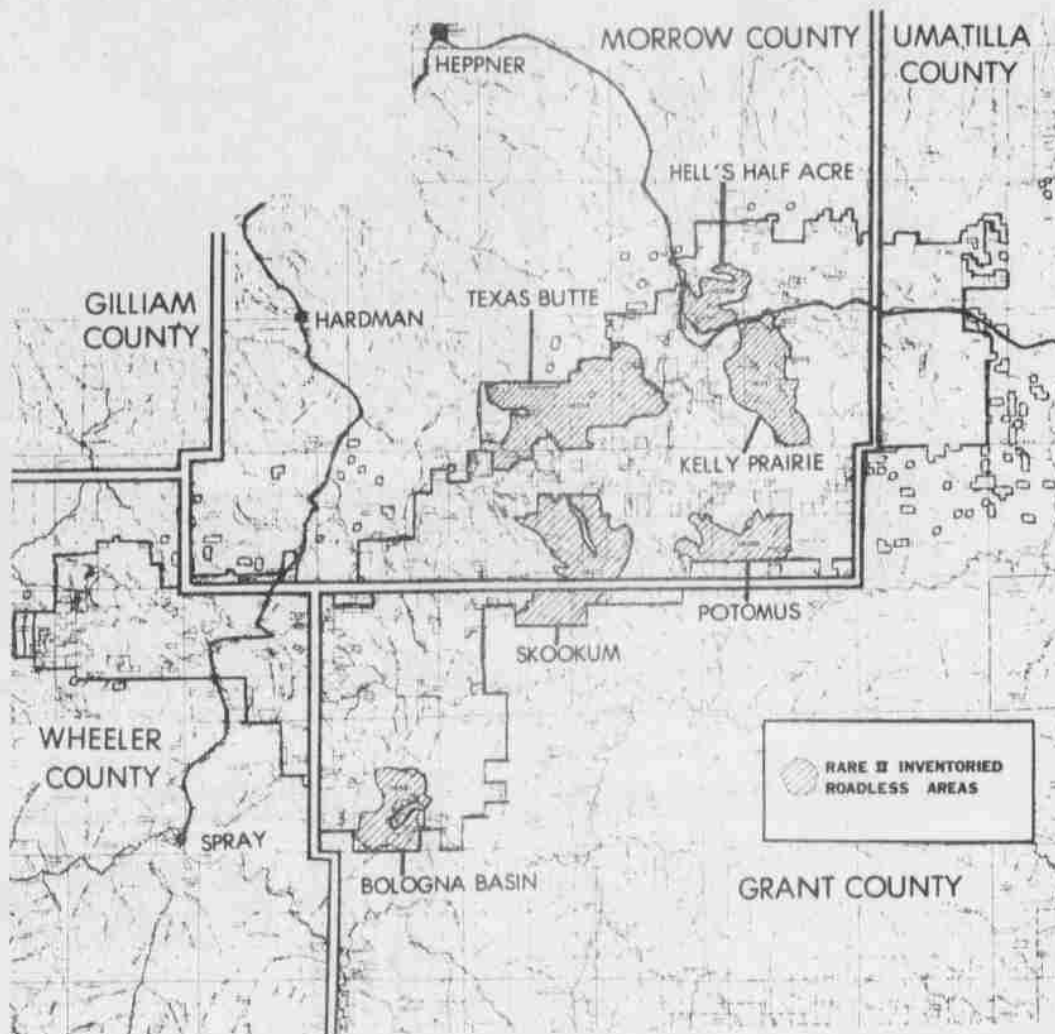 HEPPNER
MORROW COUNTY
UMATILLA
COUNTY
HELL'S HALF ACRE
GILLIAM
COUNTY
HARDMAN
TEXAS BUTTE
KELLY PRAIRIE
POTOMUS
SKOOKUM
WHEELER
COUNTY
RARE II INVENTORIED
ROADLESS AREAS
SPRAY
BOLOGNA BASIN
GRANT COUNTY